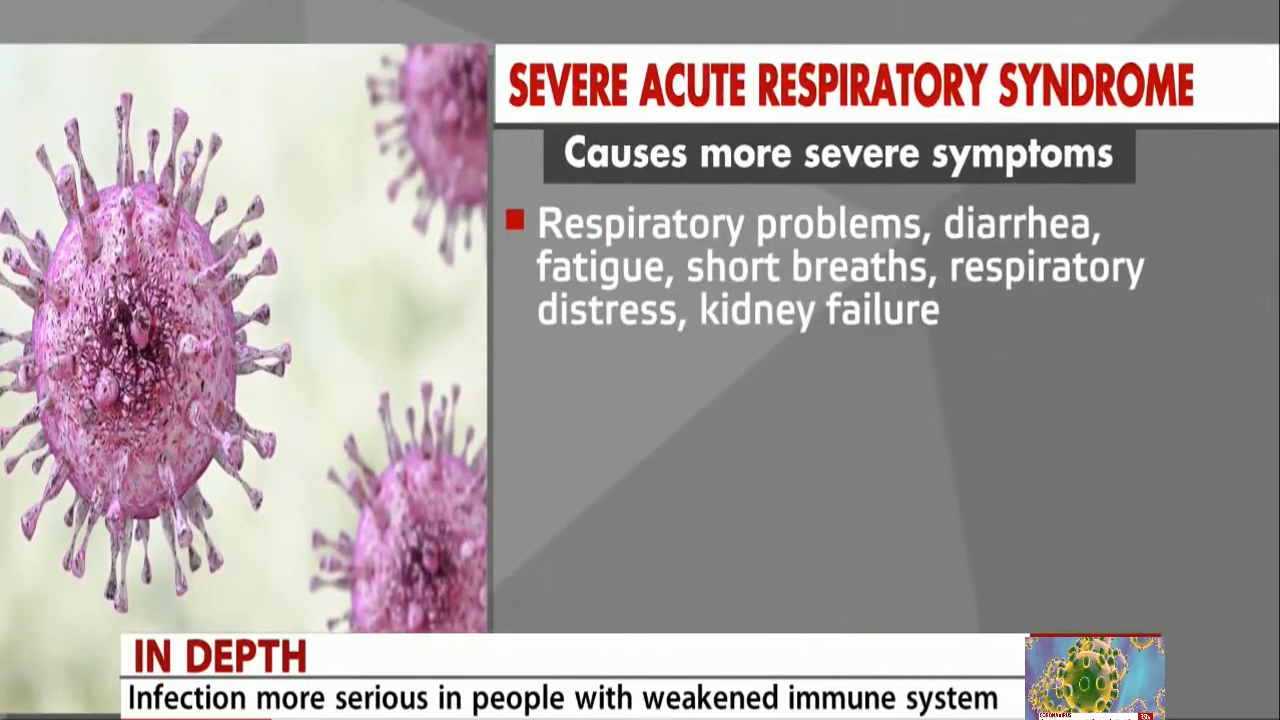 SEVERE ACUTE RESPIRATORY SYNDROME
Causes more severe symptoms
Respiratory problems, diarrhea,
fatigue, short breaths, respiratory
distress, kidney failure
IN DEPTH
Infection more serious in people with weakened immune system
CORONAVIRUS